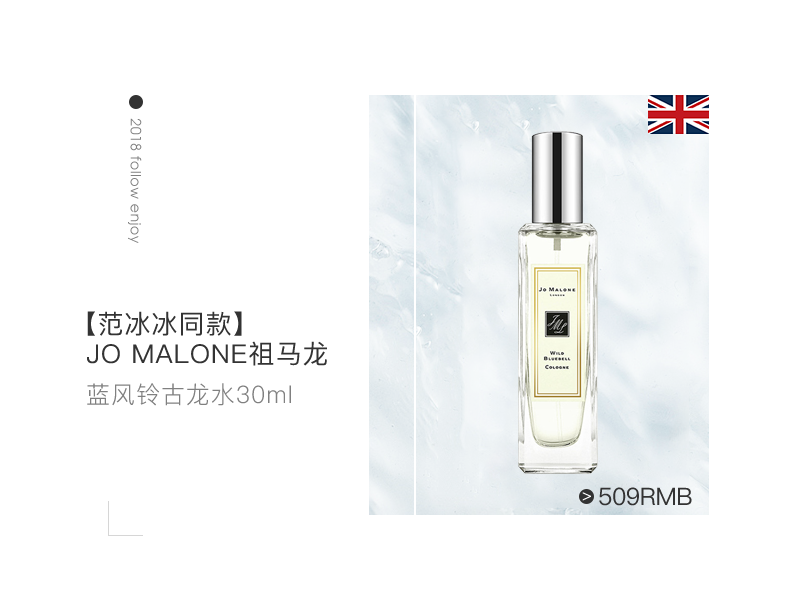 2018 follow enjoy
【范冰冰同款】
JO MALONE祖马龙
蓝风铃古龙水30ml
JO MALONE
LONDON
WILD
BLUEBELL
COLOGNE
509RMB